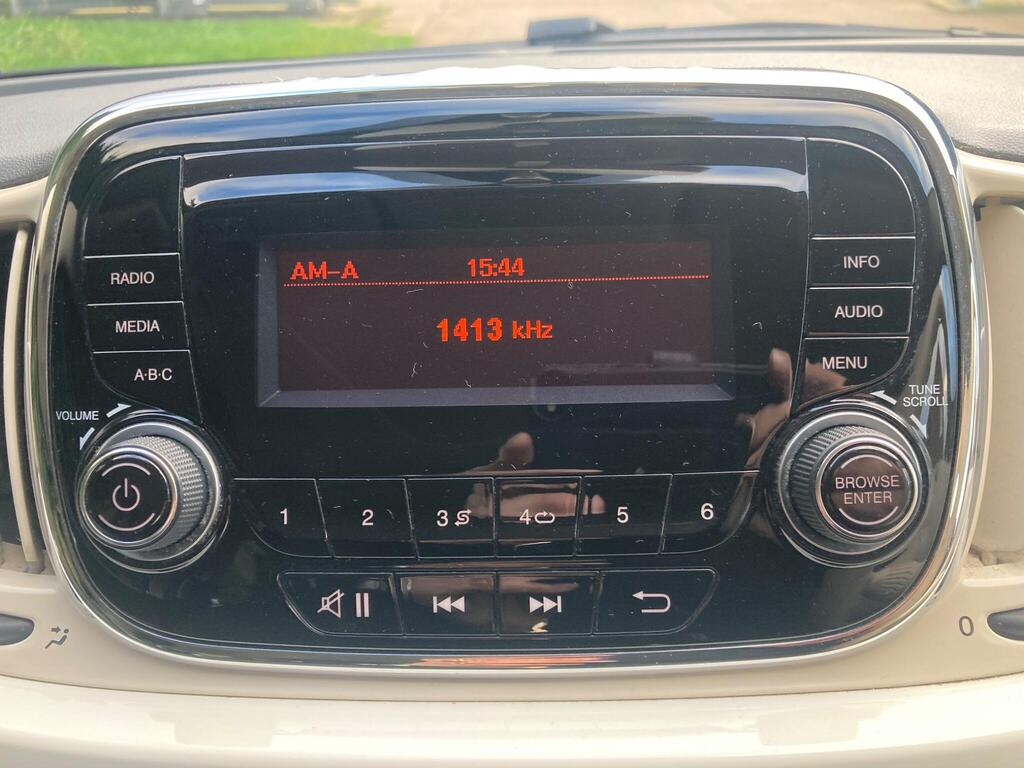 AM-A 15:44
1413 kHz
RADIO
MEDIA
A·B·C
INFO
AUDIO
MENU
VOLUME
TUNE
SCROLL
BROWSE
ENTER
1 2 3 4 5 6
0